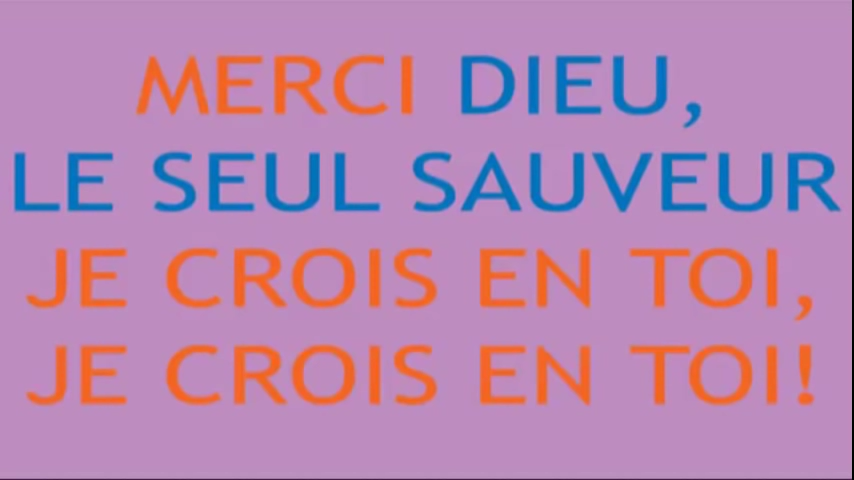 MERCI DIEU,
LE SEUL SAUVEUR
JE CROIS EN TOI,
JE CROIS EN TOI!